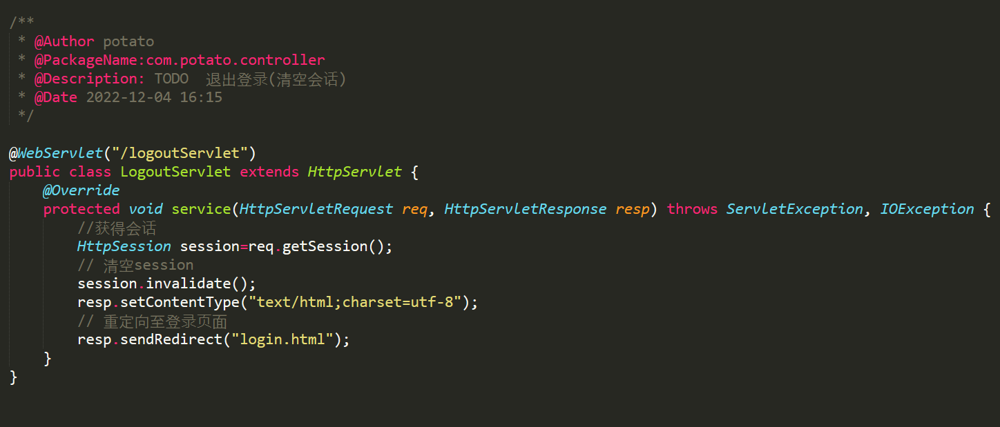 /**
 * @Author potato
 * @PackageName:com.potato.controller
 * @Description: TODO  退出登录(清空会话)
 * @Date 2022-12-04 16:15
 */
@WebServlet("/logoutServlet")
public class LogoutServlet extends HttpServlet {
    @Override
    protected void service(HttpServletRequest req, HttpServletResponse resp) throws ServletException, IOException {
        //获得会话
        HttpSession session=req.getSession();
        // 清空session
        session.invalidate();
        resp.setContentType("text/html;charset=utf-8");
        // 重定向至登录页面
        resp.sendRedirect("login.html");
    }
}